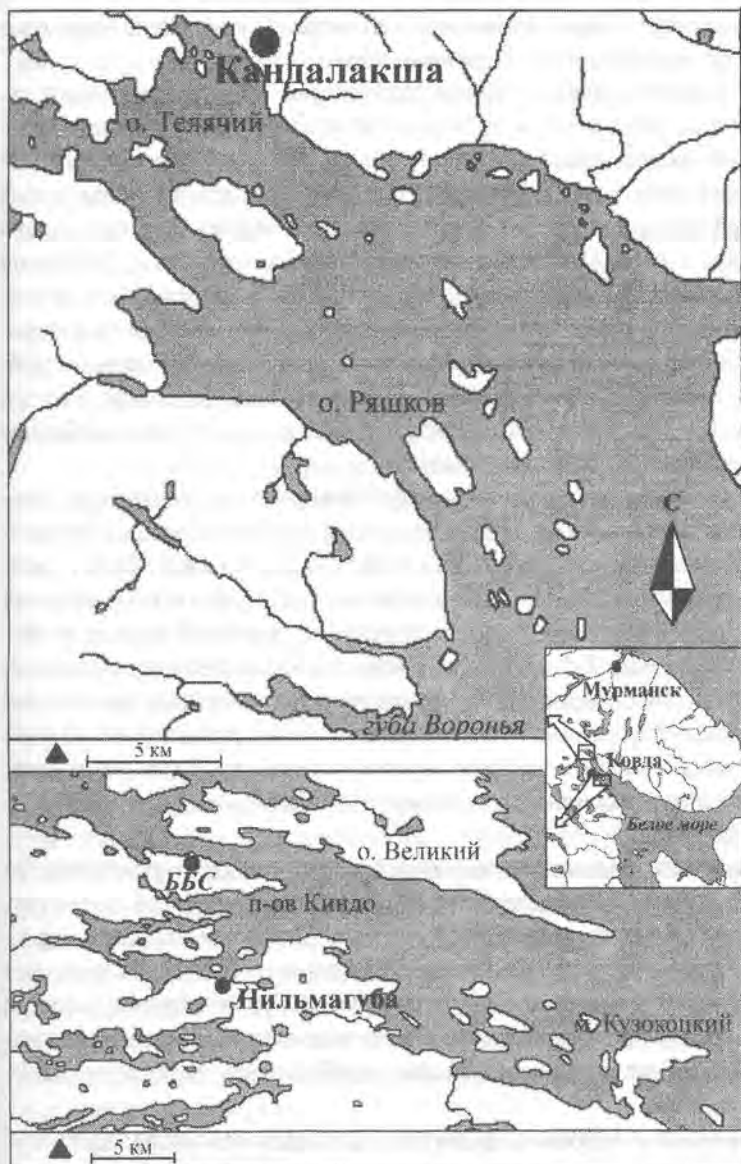 Кандалакша
о. Телячий
о. Ряшков
С
губа Воронья
5 км
Мурманск
Ковда
Белое море
о. Великий
ББС
п-ов Киндо
Нильмагуба
м. Кузокоцкий
5 км